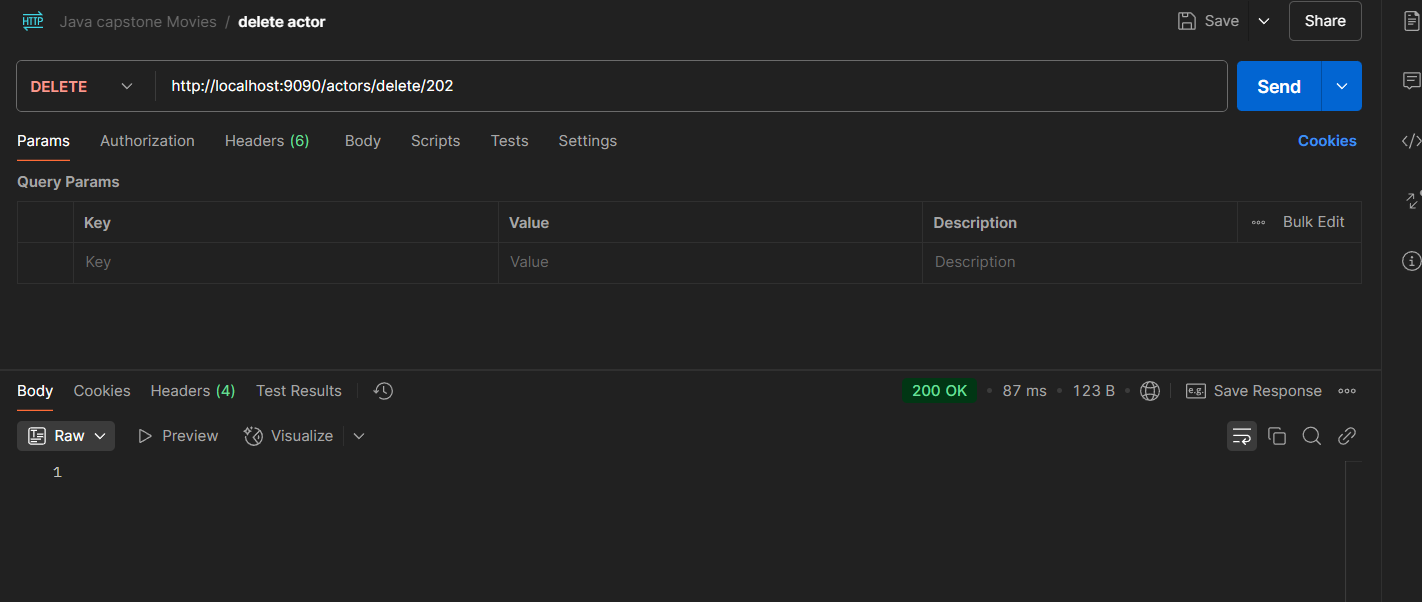 HTTP Java capstone Movies / delete actor Save Share
DELETE http://localhost:9090/actors/delete/202 Send
Params Authorization Headers (6) Body Scripts Tests Settings Cookies
Query Params
Key Value Description Bulk Edit
Key Value Description
Body Cookies Headers (4) Test Results 200 OK • 87 ms • 123 B • e.g. Save Response
Raw Preview Visualize
1